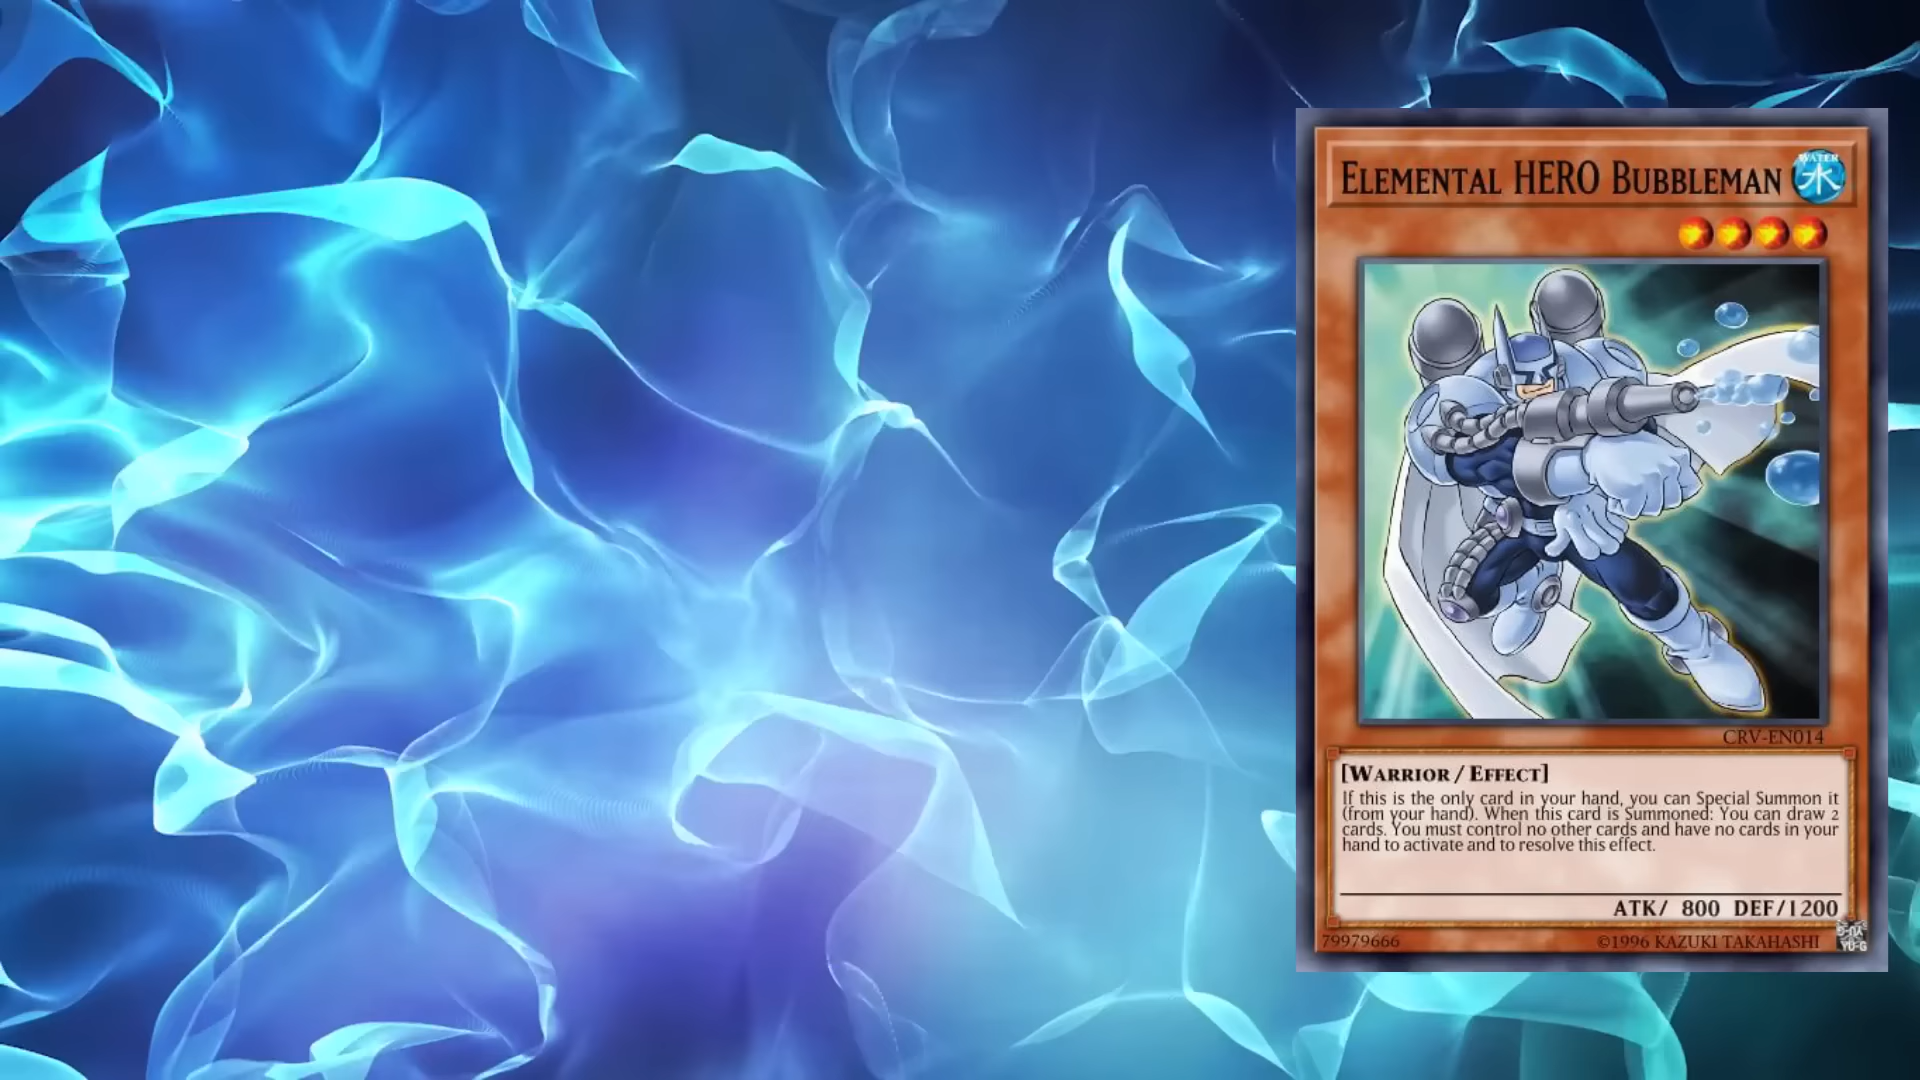 ELEMENTAL HERO BUBBLEMAN
WATER
水
CRV-EN014
[WARRIOR / EFFECT]
If this is the only card in your hand, you can Special Summon it
(from your hand). When this card is Summoned: You can draw 2
cards. You must control no other cards and have no cards in your
hand to activate and to resolve this effect.
ATK/ 800 DEF/1200
79979666
©1996 KAZUKI TAKAHASHI